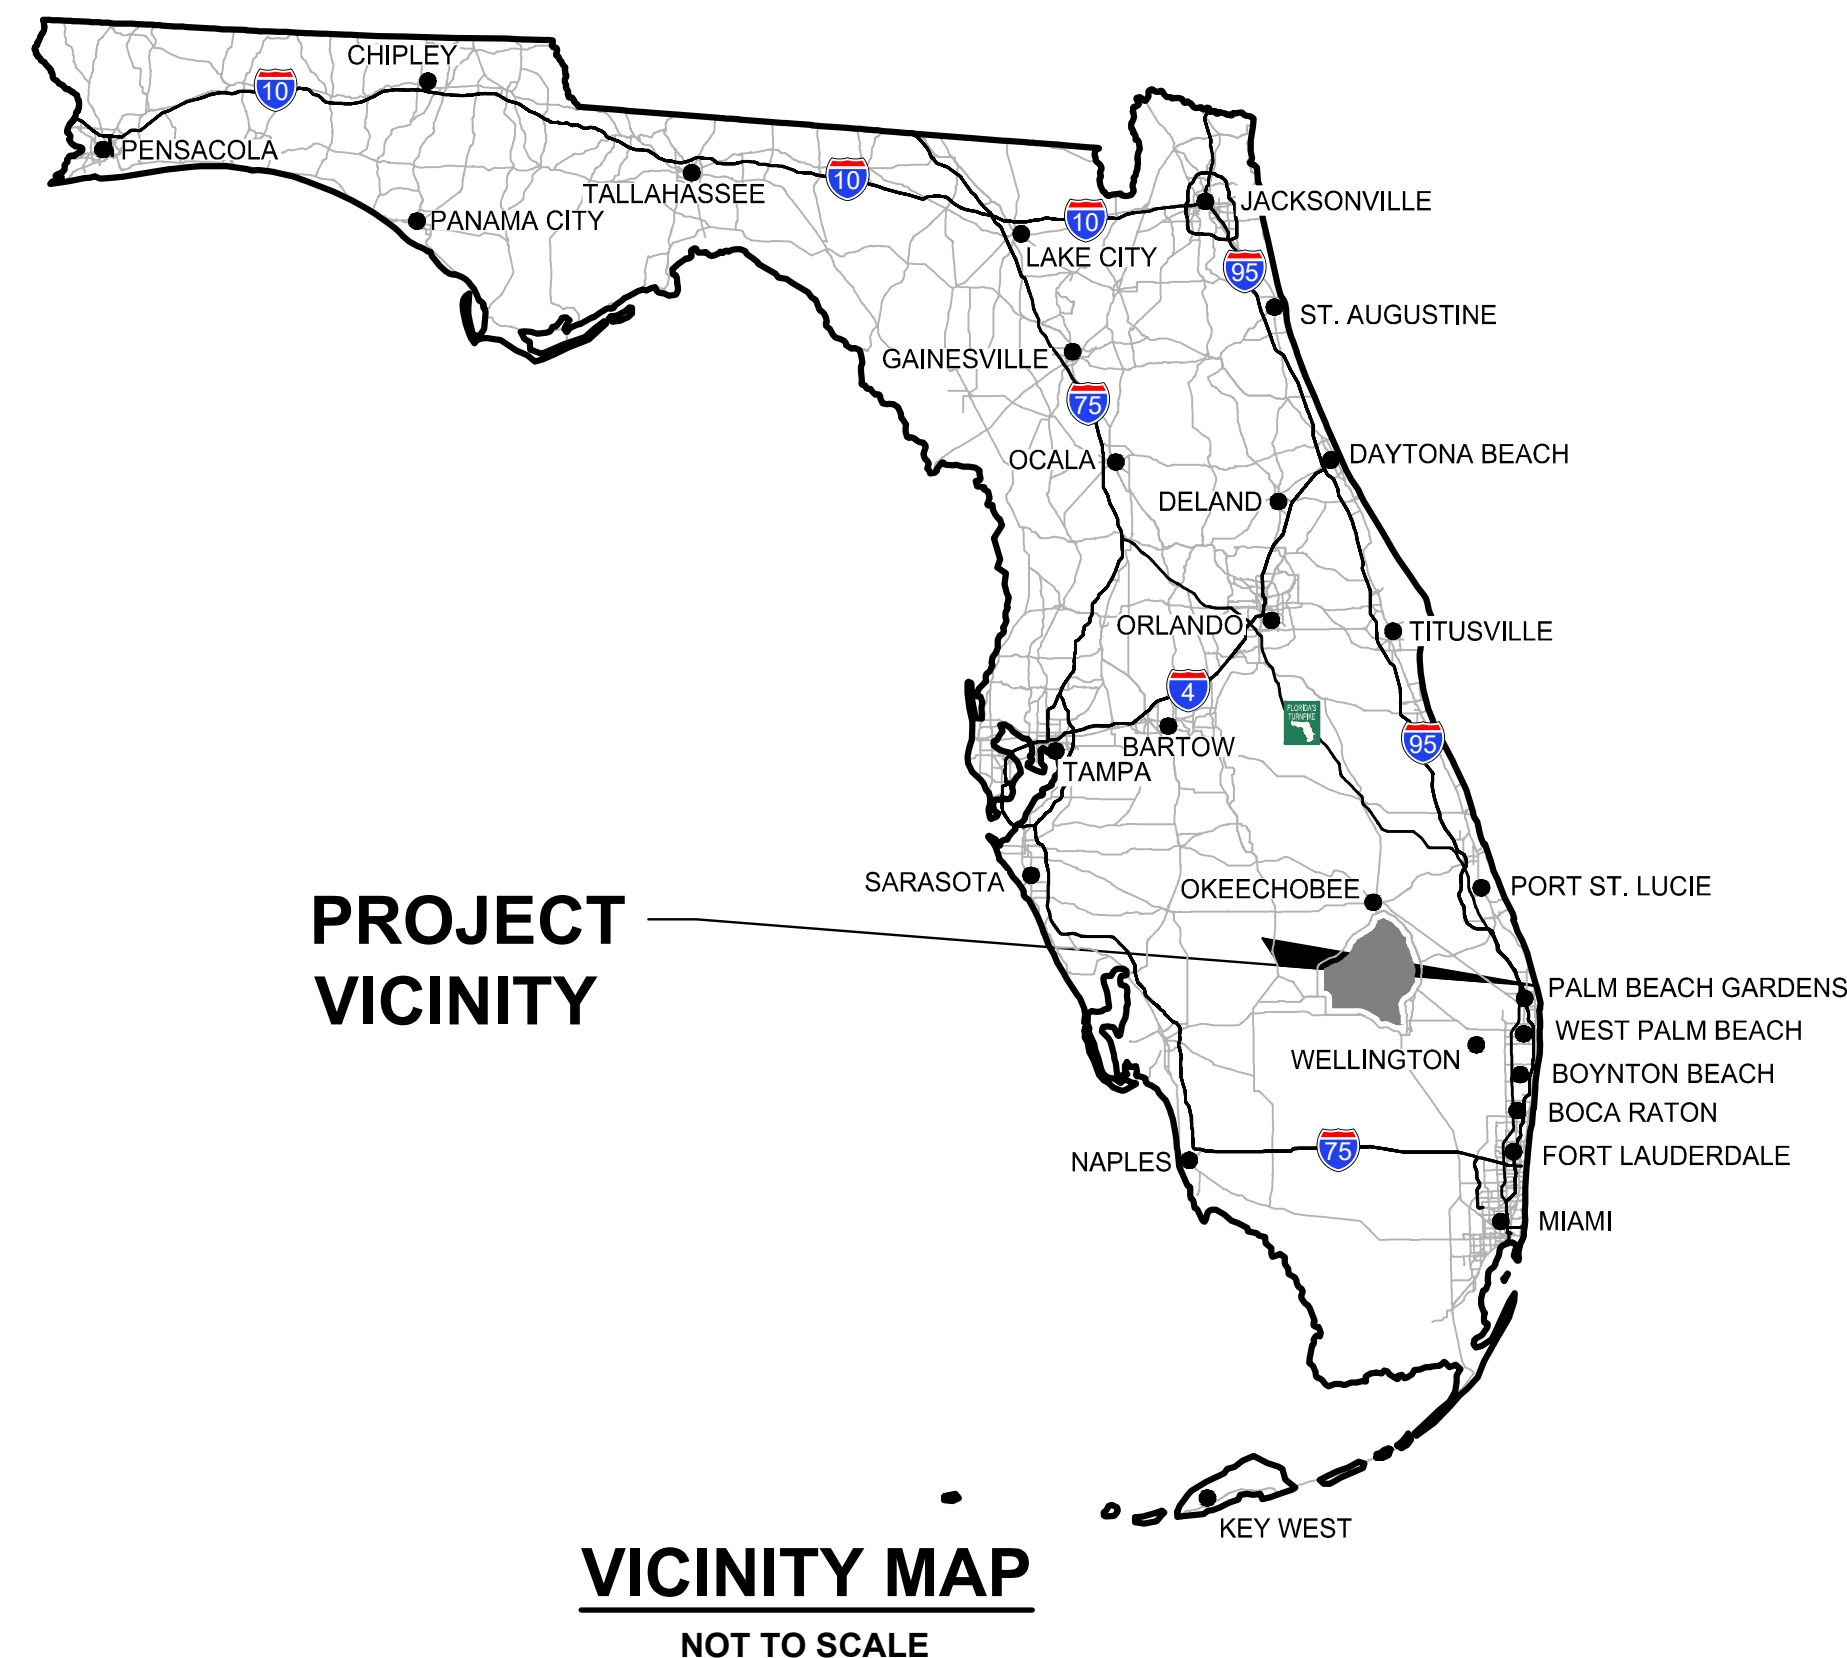 CHIPLEY
10
PENSACOLA
TALLAHASSEE
10
PANAMA CITY
JACKSONVILLE
10
LAKE CITY
95
ST. AUGUSTINE
GAINESVILLE
75
OCALA
DAYTONA BEACH
DELAND
ORLANDO
TITUSVILLE
4
FLORIDA'S
TURNPIKE
BARTOW
95
TAMPA
SARASOTA
OKEECHOBEE
PORT ST. LUCIE
PROJECT
VICINITY
PALM BEACH GARDENS
WEST PALM BEACH
WELLINGTON
BOYNTON BEACH
BOCA RATON
75
FORT LAUDERDALE
NAPLES
MIAMI
KEY WEST
VICINITY MAP
NOT TO SCALE